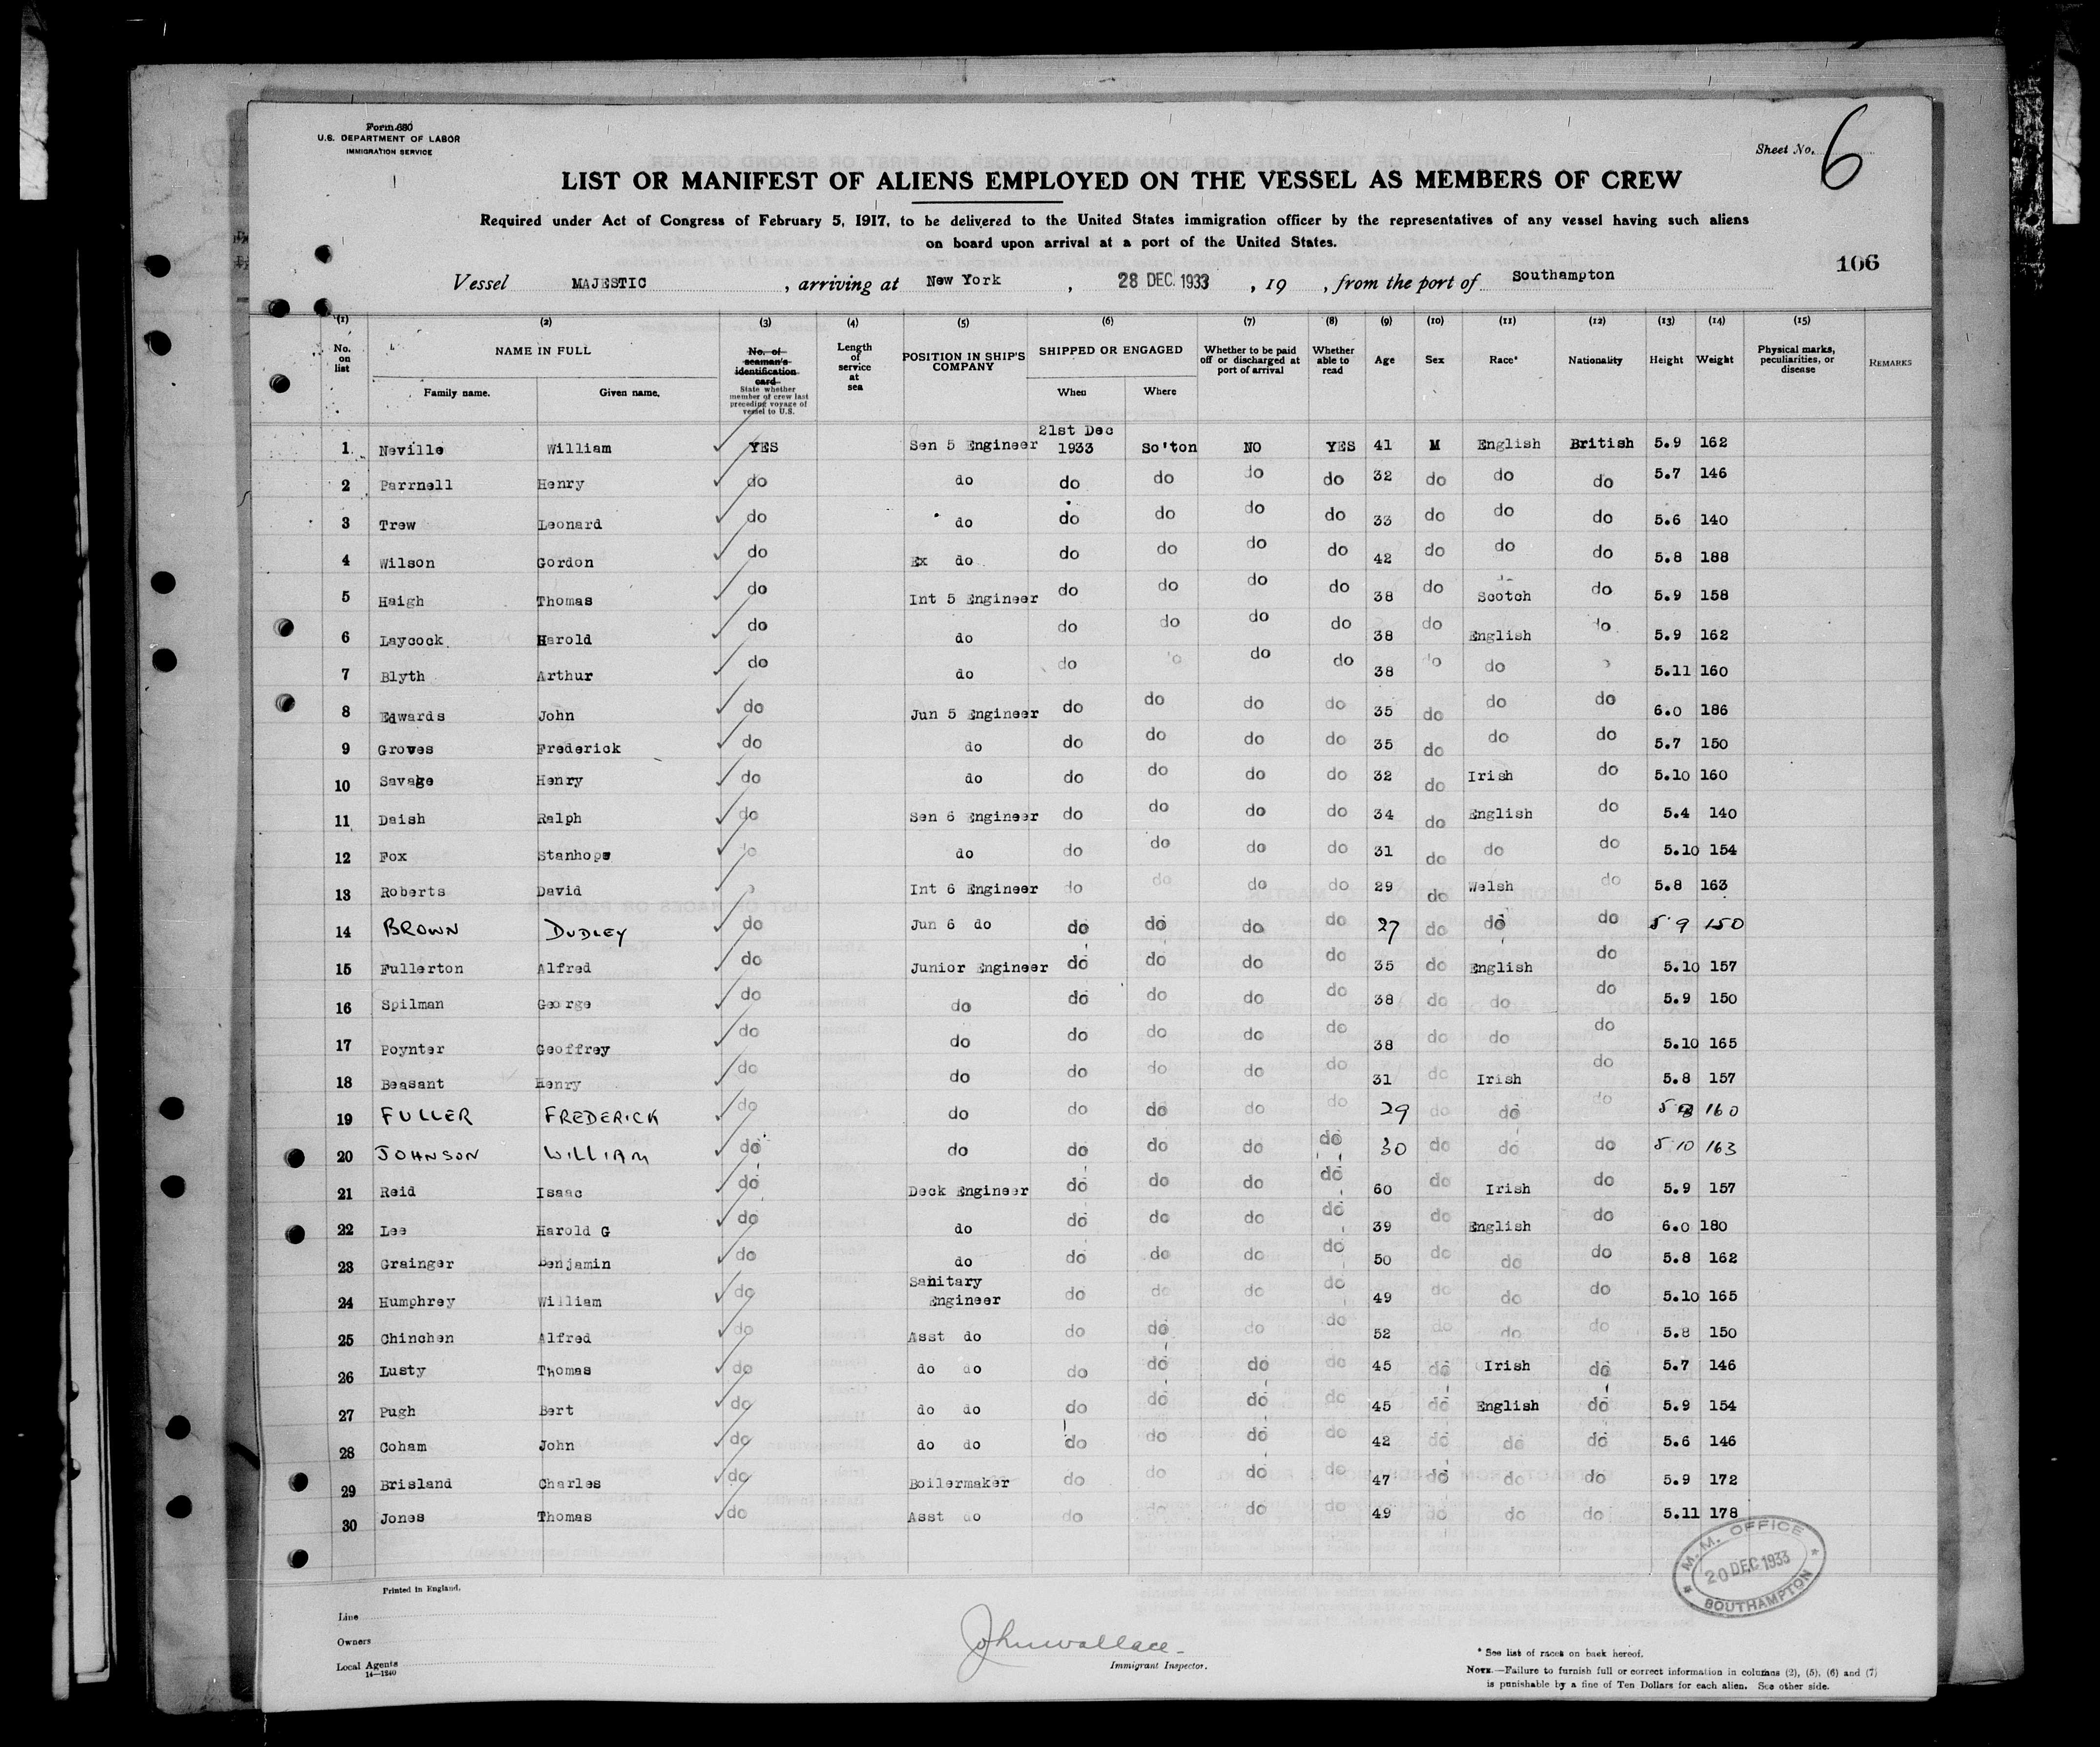 Form 680
U.S. DEPARTMENT OF LABOR
IMMIGRATION SERVICE
Sheet No. 6
LIST OR MANIFEST OF ALIENS EMPLOYED ON THE VESSEL AS MEMBERS OF CREW
Required under Act of Congress of February 5, 1917, to be delivered to the United States immigration officer by the representatives of any vessel having such aliens
on board upon arrival at a port of the United States.
106
Vessel MAJESTIC, arriving at New York, 28 DEC. 1933, 19 , from the port of Southampton
(1) (2) (3) (4) (5) (6) (7) (8) (9) (10) (11) (12) (13) (14) (15)
No. on list NAME IN FULL Family name. Given name. No. of seaman's identification card State whether member of crew last preceding voyage of vessel to U.S. Length of service at sea POSITION IN SHIP'S COMPANY SHIPPED OR ENGAGED When Where Whether to be paid off or discharged at port of arrival Whether able to read Age Sex Race* Nationality Height Weight Physical marks, peculiarities, or disease REMARKS
1 Neville William YES Sen 5 Engineer 21st Dec 1933 So'ton NO YES 41 M English British 5.9 162
2 Parrnell Henry do do do do do do 32 do do do 5.7 146
3 Trew Leonard do do do do do do 33 do do do 5.6 140
4 Wilson Gordon do Ex do do do do do 42 do do do 5.8 188
5 Haigh Thomas do Int 5 Engineer do do do do 38 do Scotch do 5.9 158
6 Laycock Harold do do do do do do 38 do English do 5.9 162
7 Blyth Arthur do do do do do do 38 do do 5.11 160
8 Edwards John do Jun 5 Engineer do do do do 35 do do do 6.0 186
9 Groves Frederick do do do do do do 35 do do do 5.7 150
10 Savage Henry do do do do do do 32 do Irish do 5.10 160
11 Daish Ralph do Sen 6 Engineer do do do do 34 do English do 5.4 140
12 Fox Stanhope do do do do do do 31 do do do 5.10 154
13 Roberts David Int 6 Engineer do do do do 29 do Welsh do 5.8 163
14 BROWN DUDLEY do Jun 6 do do do do do 27 do do do 5 9 150
15 Fullerton Alfred do Junior Engineer do do do do 35 do English do 5.10 157
16 Spilman George do do do do do do 38 do do do 5.9 150
17 Poynter Geoffrey do do do do do do 38 do do do 5.10 165
18 Beasant Henry do do do do do do 31 do Irish do 5.8 157
19 FULLER FREDERICK do do do do do do 29 do do do 5 8 160
20 JOHNSON WILLIAM do do do do do do 30 do do do 5 10 163
21 Reid Isaac do Deck Engineer do do do do 60 do Irish do 5.9 157
22 Lee Harold G do do do do do do 39 do English do 6.0 180
23 Grainger Benjamin do do do do do do 50 do do do 5.8 162
24 Humphrey William do Sanitary Engineer do do do do 49 do do do 5.10 165
25 Chinchen Alfred do Asst do do do do do 52 do do do 5.8 150
26 Lusty Thomas do do do do do do do 45 do Irish do 5.7 146
27 Pugh Bert do do do do do do do 45 do English do 5.9 154
28 Coham John do do do do do do do 42 do do do 5.6 146
29 Brisland Charles do Boilermaker do do do do 47 do do do 5.9 172
30 Jones Thomas do Asst do do do do do 49 do do do 5.11 178
M. M. OFFICE
20 DEC 1933
SOUTHAMPTON
Printed in England.
Line
Owners
Local Agents
14—1240
John Wallace
Immigrant Inspector.
* See list of races on back hereof.
NOTE.—Failure to furnish full or correct information in columns (2), (5), (6) and (7)
is punishable by a fine of Ten Dollars for each alien. See other side.